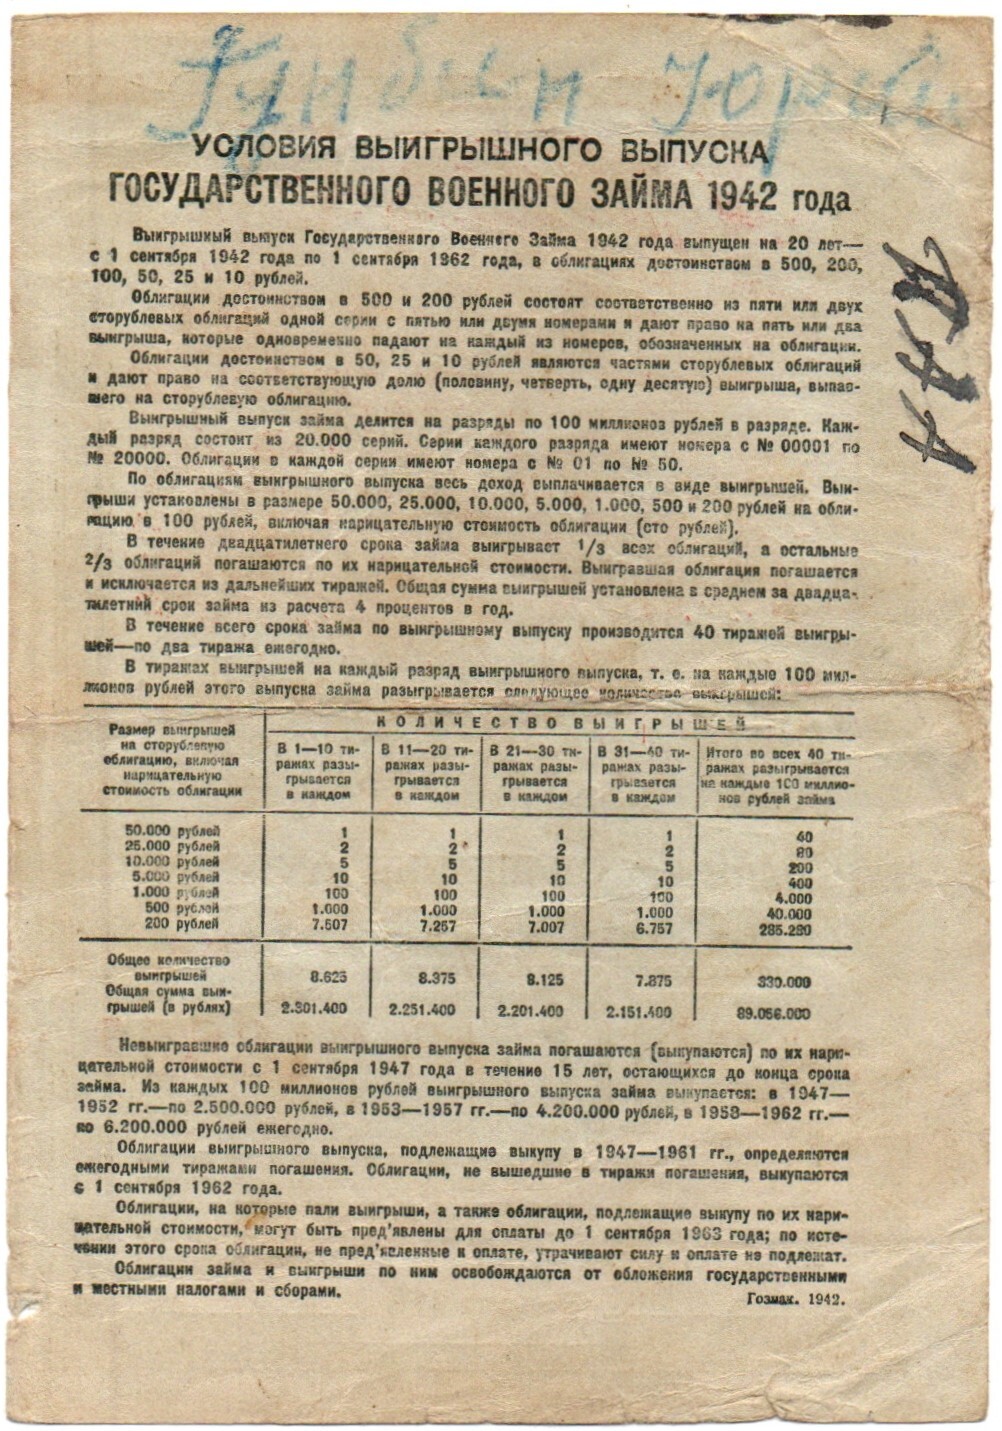 УСЛОВИЯ ВЫИГРЫШНОГО ВЫПУСКА
ГОСУДАРСТВЕННОГО ВОЕННОГО ЗАЙМА 1942 года
Выигрышный выпуск Государственного Военного Займа 1942 года выпущен на 20 лет—
с 1 сентября 1942 года по 1 сентября 1962 года, в облигациях достоинством в 500, 200,
100, 50, 25 и 10 рублей.
Облигации достоинством в 500 и 200 рублей состоят соответственно из пяти или двух
сторублевых облигаций одной серии с пятью или двумя номерами и дают право на пять или два
выигрыша, которые одновременно падают на каждый из номеров, обозначенных на облигации.
Облигации достоинством в 50, 25 и 10 рублей являются частями сторублевых облигаций
и дают право на соответствующую долю (половину, четверть, одну десятую) выигрыша, выпав-
шего на сторублевую облигацию.
Выигрышный выпуск займа делится на разряды по 100 миллионов рублей в разряде. Каж-
дый разряд состоит из 20.000 серий. Серии каждого разряда имеют номера с № 00001 по
№ 20000. Облигации в каждой серии имеют номера с № 01 по № 50.
По облигациям выигрышного выпуска весь доход выплачивается в виде выигрышей. Выи-
грыши установлены в размере 50.000, 25.000, 10.000, 5.000, 1.000, 500 и 200 рублей на обли-
гацию в 100 рублей, включая нарицательную стоимость облигации (сто рублей).
В течение двадцатилетнего срока займа выигрывает 1/3 всех облигаций, а остальные
2/3 облигаций погашаются по их нарицательной стоимости. Выигравшая облигация погашается
и исключается из дальнейших тиражей. Общая сумма выигрышей установлена в среднем за двадца-
тилетний срок займа из расчета 4 процентов в год.
В течение всего срока займа по выигрышному выпуску производится 40 тиражей выигры-
шей—по два тиража ежегодно.
В тиражах выигрышей на каждый разряд выигрышного выпуска, т. е. на каждые 100 мил-
лионов рублей этого выпуска займа разыгрывается следующее количество выигрышей:
Размер выигрышей на сторублевую облигацию, включая нарицательную стоимость облигации
КОЛИЧЕСТВО ВЫИГРЫШЕЙ
В 1—10 ти- ражах разы- грывается в каждом
В 11—20 ти- ражах разы- грывается в каждом
В 21—30 ти- ражах разы- грывается в каждом
В 31—40 ти- ражах разы- грывается в каждом
Итого во всех 40 ти- ражах разыгрывается на каждые 100 миллио- нов рублей займа
50.000 рублей 1 1 1 1 40
25.000 рублей 2 2 2 2 80
10.000 рублей 5 5 5 5 200
5.000 рублей 10 10 10 10 400
1.000 рублей 100 100 100 100 4.000
500 рублей 1.000 1.000 1.000 1.000 40.000
200 рублей 7.507 7.257 7.007 6.757 285.280
Общее количество выигрышей 8.625 8.375 8.125 7.875 330.000
Общая сумма выи- грышей (в рублях) 2.301.400 2.251.400 2.201.400 2.151.400 89.056.000
Невыигравшие облигации выигрышного выпуска займа погашаются (выкупаются) по их нари-
цательной стоимости с 1 сентября 1947 года в течение 15 лет, остающихся до конца срока
займа. Из каждых 100 миллионов рублей выигрышного выпуска займа выкупается: в 1947—
1952 гг.—по 2.500.000 рублей, в 1953—1957 гг.—по 4.200.000 рублей, в 1958—1962 гг.—
по 6.200.000 рублей ежегодно.
Облигации выигрышного выпуска, подлежащие выкупу в 1947—1961 гг., определяются
ежегодными тиражами погашения. Облигации, не вышедшие в тиражи погашения, выкупаются
с 1 сентября 1962 года.
Облигации, на которые пали выигрыши, а также облигации, подлежащие выкупу по их нари-
цательной стоимости, могут быть пред'явлены для оплаты до 1 сентября 1963 года; по исте-
чении этого срока облигации, не пред'явленные к оплате, утрачивают силу и оплате не подлежат.
Облигации займа и выигрыши по ним освобождаются от обложения государственными
и местными налогами и сборами.
Гознак. 1942.